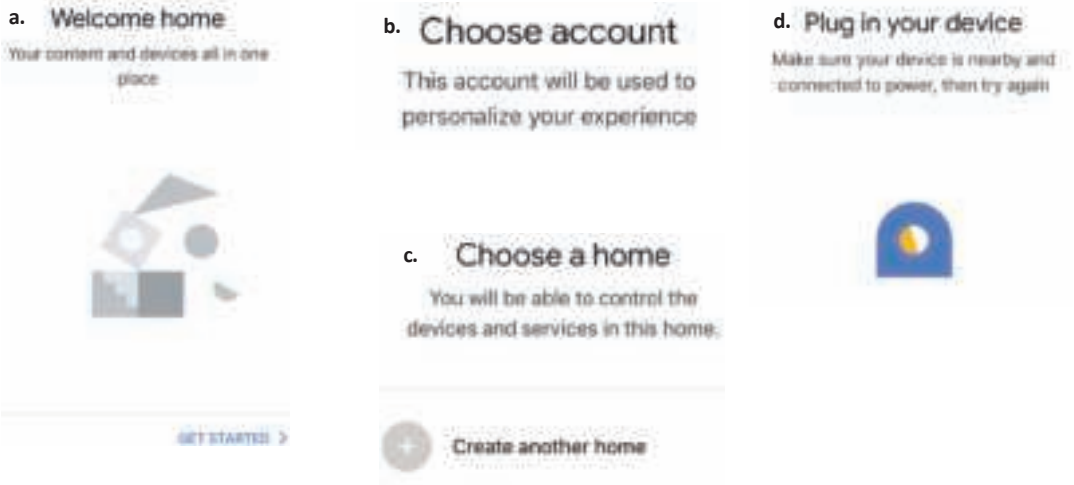 a. Welcome home
Your content and devices all in one
place
GET STARTED >
b. Choose account
This account will be used to
personalize your experience
c. Choose a home
You will be able to control the
devices and services in this home.
+ Create another home
d. Plug in your device
Make sure your device is nearby and
connected to power, then try again